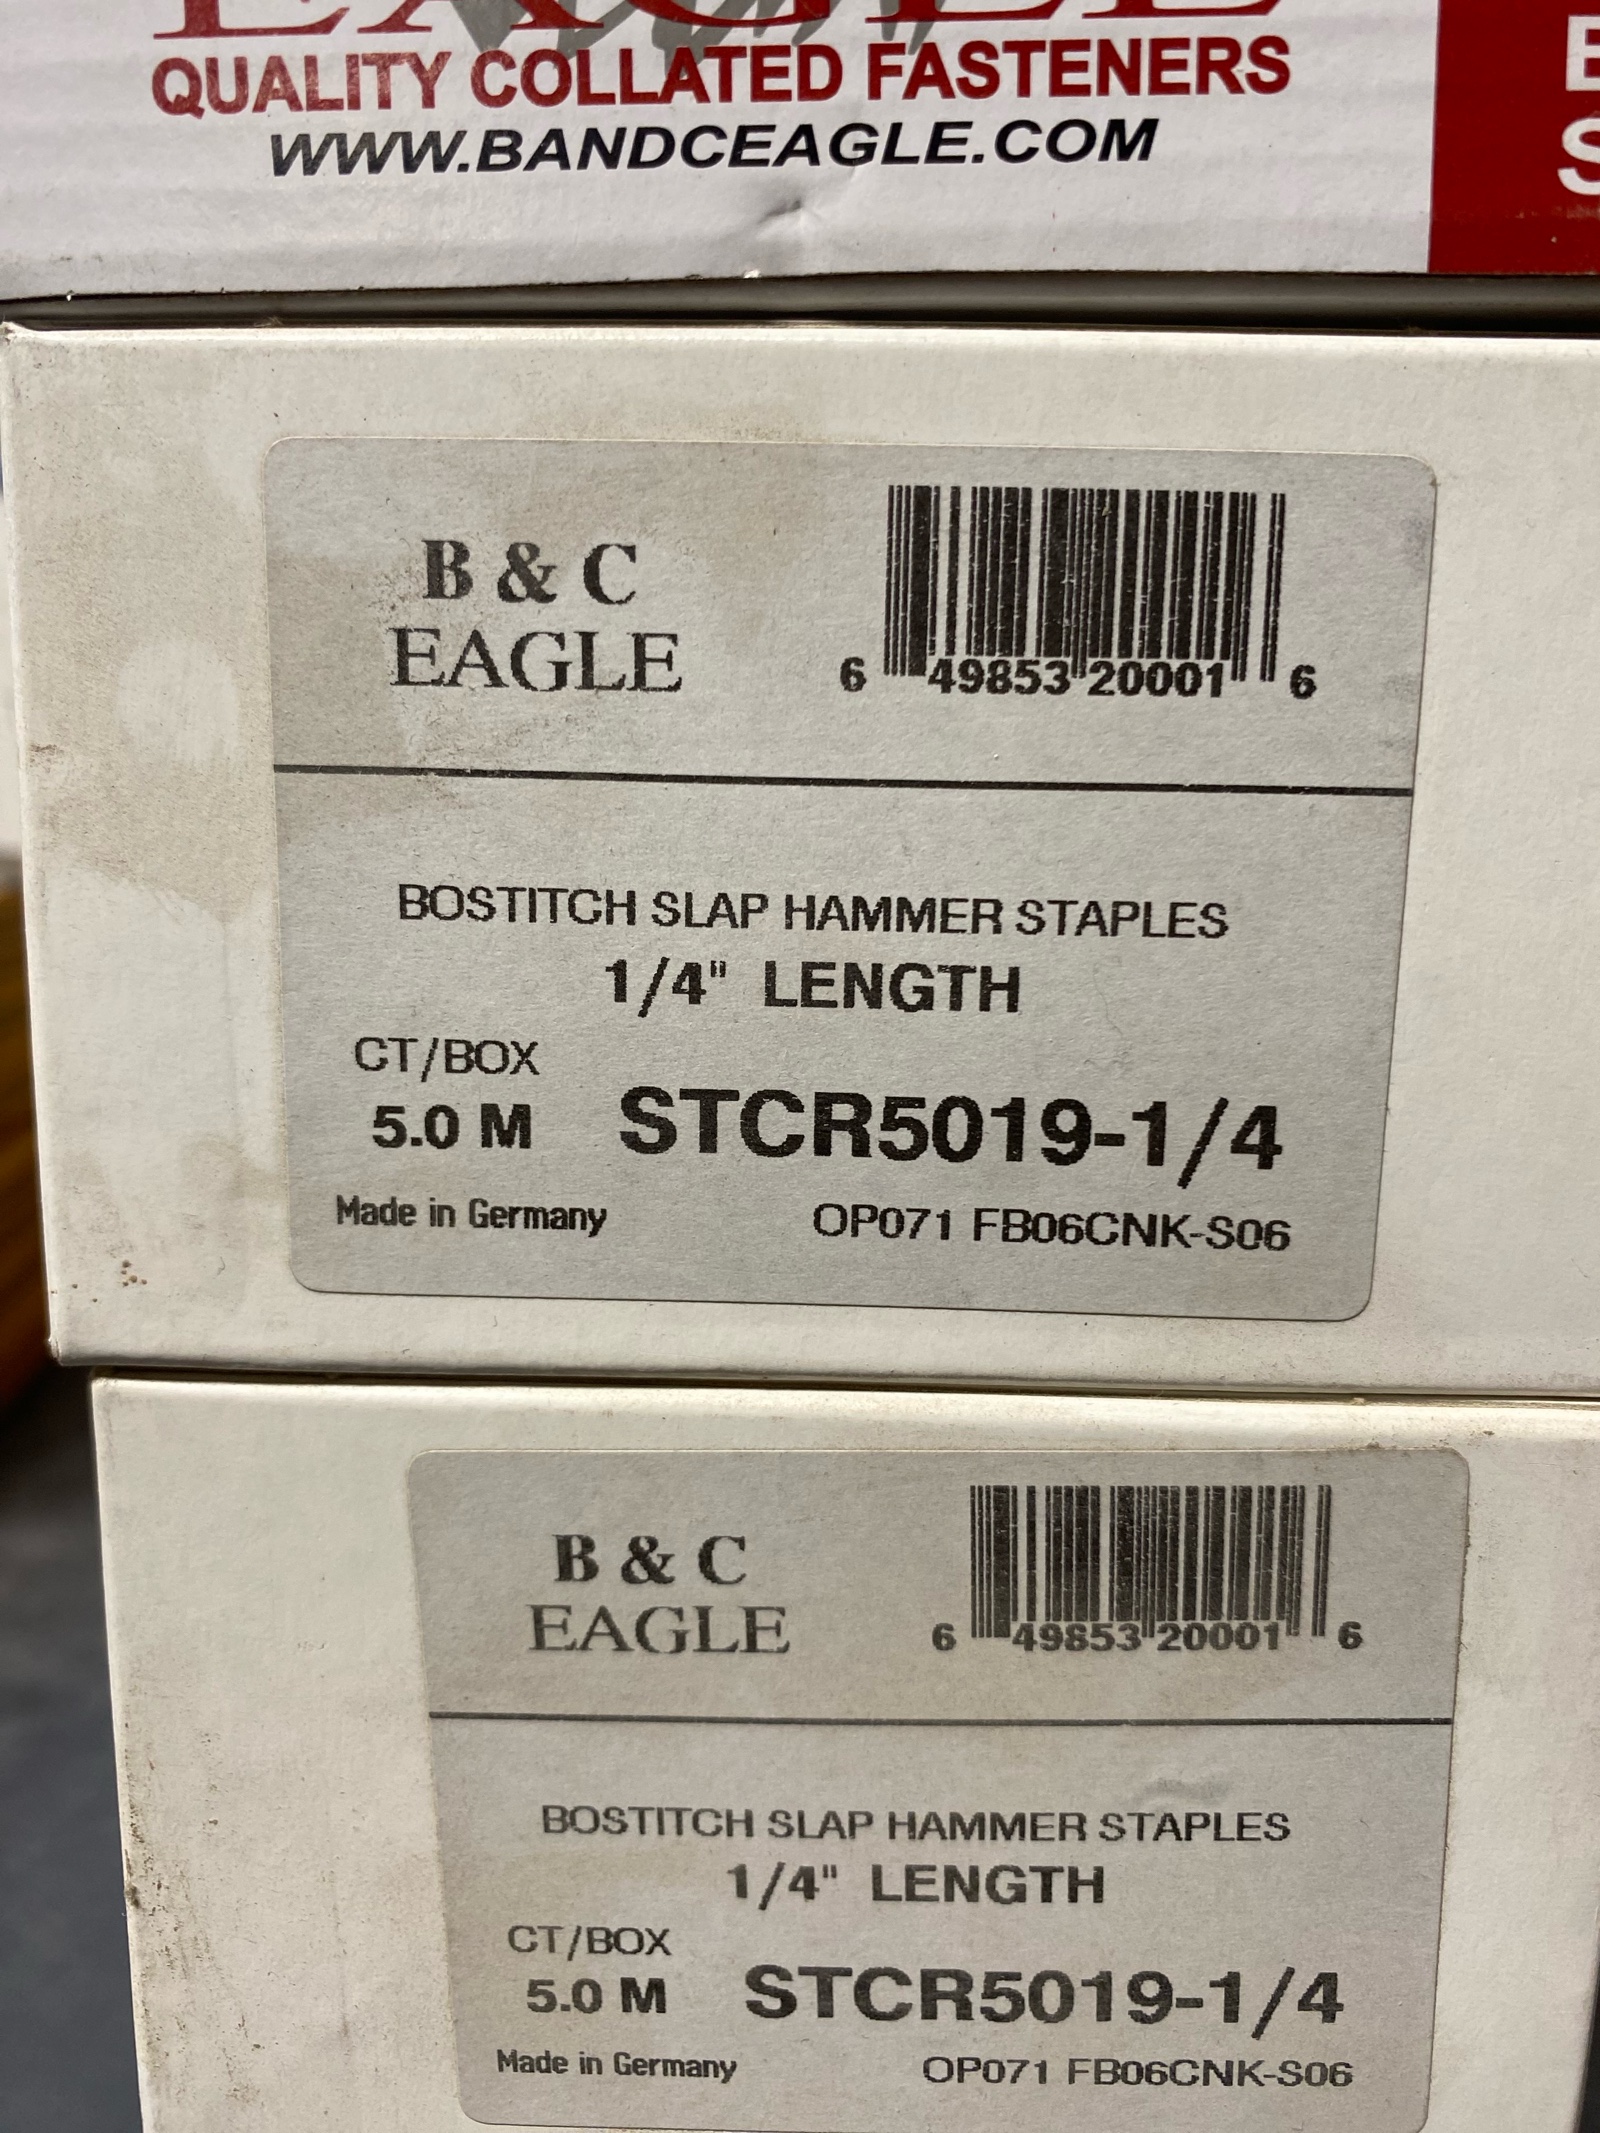 EAGLE
QUALITY COLLATED FASTENERS
WWW.BANDCEAGLE.COM
B & C
EAGLE
6 49853 20001 6
BOSTITCH SLAP HAMMER STAPLES
1/4" LENGTH
CT/BOX
5.0 M STCR5019-1/4
Made in Germany OP071 FB06CNK-S06
B & C
EAGLE
6 49853 20001 6
BOSTITCH SLAP HAMMER STAPLES
1/4" LENGTH
CT/BOX
5.0 M STCR5019-1/4
Made in Germany OP071 FB06CNK-S06